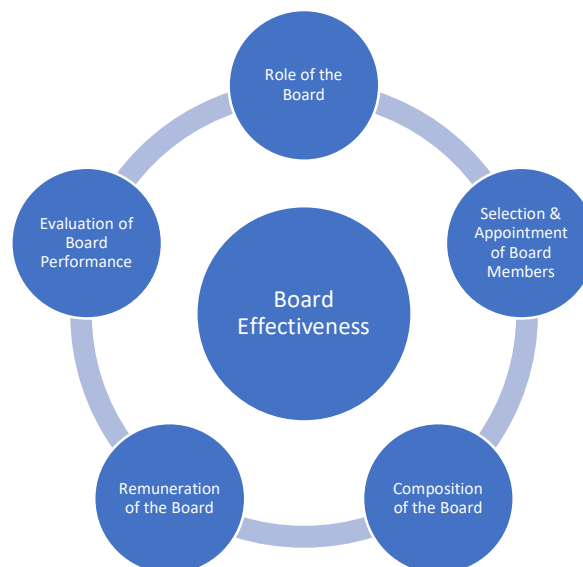 Role of the
Board
Selection &
Appointment
of Board
Members
Composition
of the Board
Remuneration
of the Board
Evaluation of
Board
Performance
Board
Effectiveness